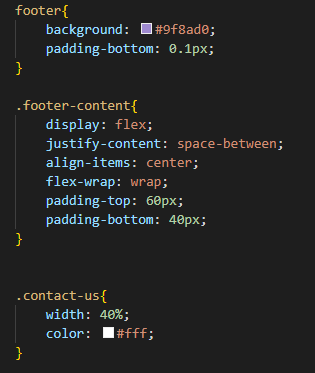 footer{
background: #9f8ad0;
padding-bottom: 0.1px;
}
.footer-content{
display: flex;
justify-content: space-between;
align-items: center;
flex-wrap: wrap;
padding-top: 60px;
padding-bottom: 40px;
}
.contact-us{
width: 40%;
color: #fff;
}